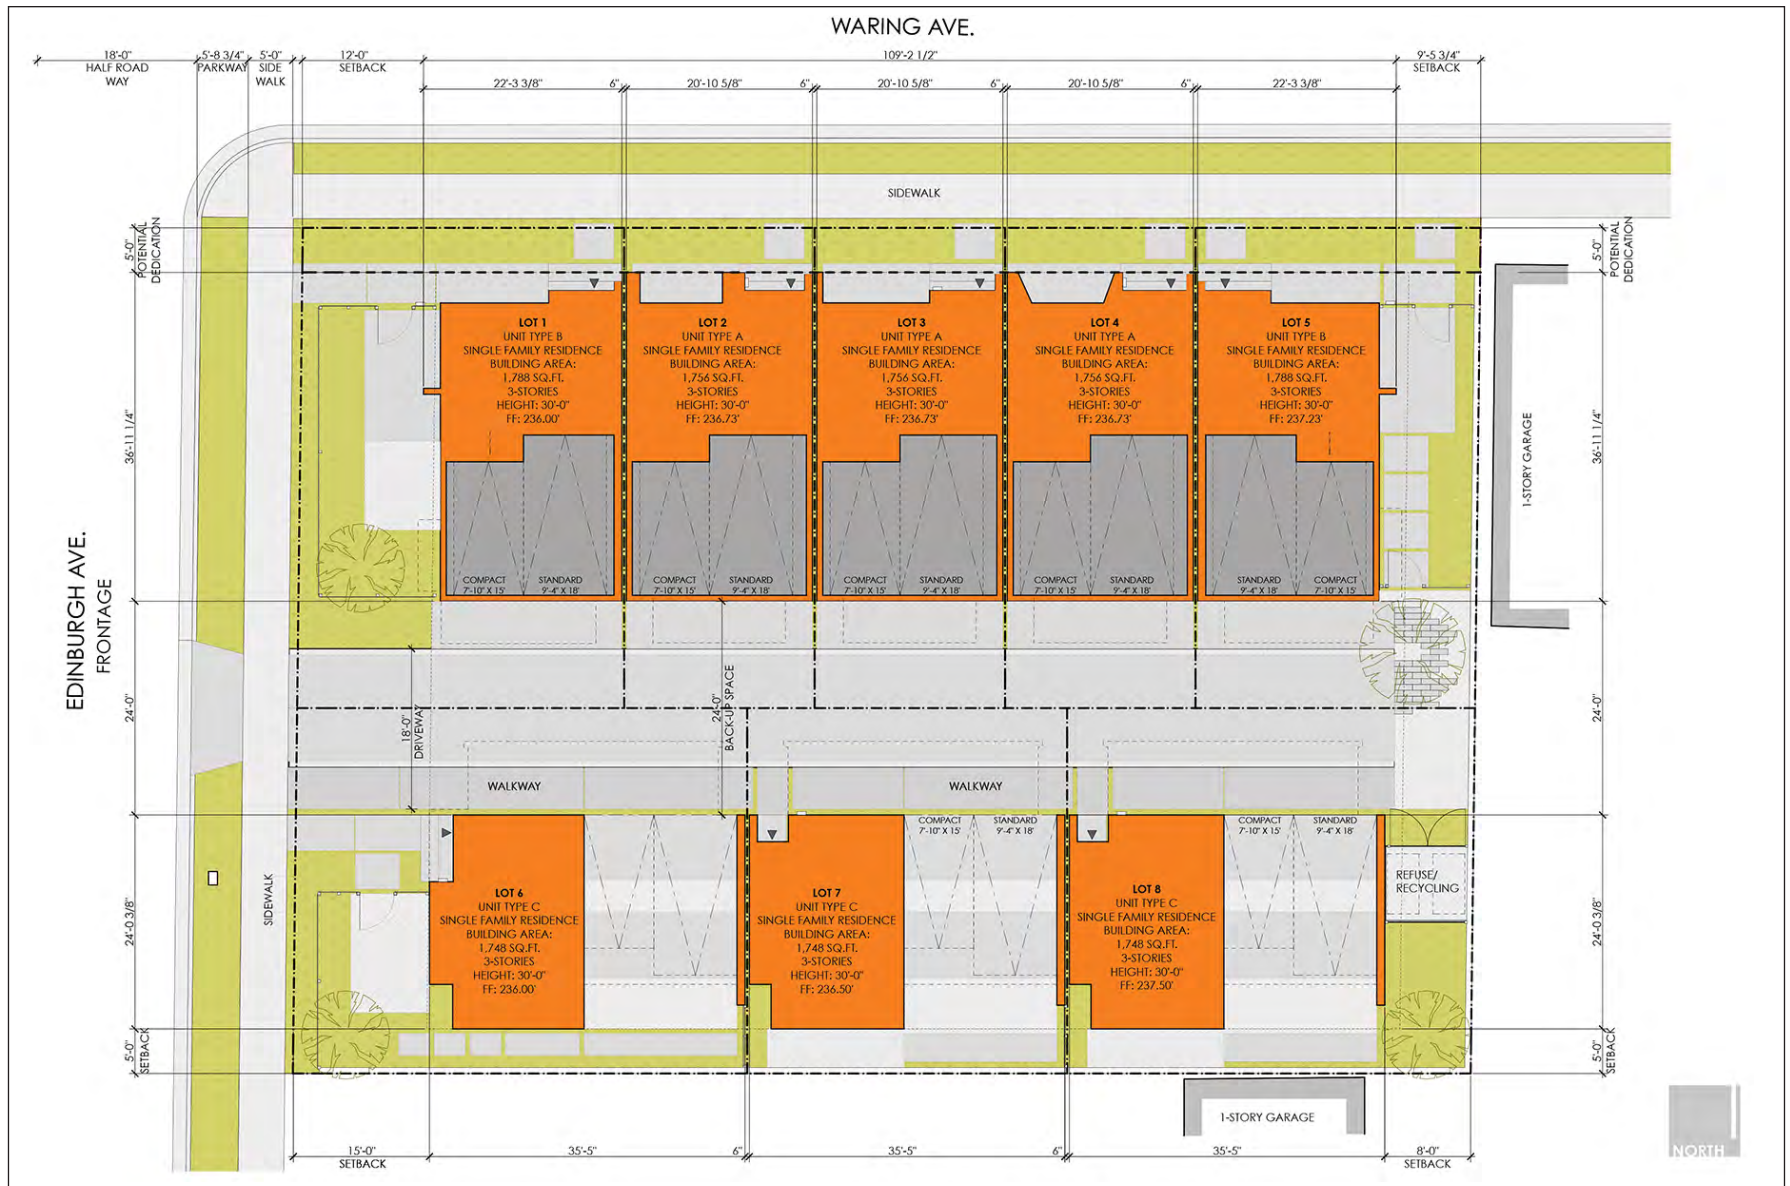 WARING AVE.
18'-0"
HALF ROAD
WAY
5'-8 3/4"
PARKWAY
5'-0"
SIDE
WALK
12'-0"
SETBACK
109'-2 1/2"
9'-5 3/4"
SETBACK
22'-3 3/8"
6"
20'-10 5/8"
6"
20'-10 5/8"
6"
20'-10 5/8"
6"
22'-3 3/8"
SIDEWALK
5'-0"
POTENTIAL
DEDICATION
5'-0"
POTENTIAL
DEDICATION
LOT 1
UNIT TYPE B
SINGLE FAMILY RESIDENCE
BUILDING AREA:
1,788 SQ.FT.
3-STORIES
HEIGHT: 30'-0"
FF: 236.00'
LOT 2
UNIT TYPE A
SINGLE FAMILY RESIDENCE
BUILDING AREA:
1,756 SQ.FT.
3-STORIES
HEIGHT: 30'-0"
FF: 236.73'
LOT 3
UNIT TYPE A
SINGLE FAMILY RESIDENCE
BUILDING AREA:
1,756 SQ.FT.
3-STORIES
HEIGHT: 30'-0"
FF: 236.73'
LOT 4
UNIT TYPE A
SINGLE FAMILY RESIDENCE
BUILDING AREA:
1,756 SQ.FT.
3-STORIES
HEIGHT: 30'-0"
FF: 236.73'
LOT 5
UNIT TYPE B
SINGLE FAMILY RESIDENCE
BUILDING AREA:
1,788 SQ.FT.
3-STORIES
HEIGHT: 30'-0"
FF: 237.23'
36'-11 1/4"
36'-11 1/4"
1-STORY GARAGE
COMPACT
7'-10" X 15'
STANDARD
9'-4" X 18'
COMPACT
7'-10" X 15'
STANDARD
9'-4" X 18'
COMPACT
7'-10" X 15'
STANDARD
9'-4" X 18'
COMPACT
7'-10" X 15'
STANDARD
9'-4" X 18'
STANDARD
9'-4" X 18'
COMPACT
7'-10" X 15'
EDINBURGH AVE.
FRONTAGE
24'-0"
18'-0"
DRIVEWAY
24'-0"
BACK-UP SPACE
24'-0"
WALKWAY
WALKWAY
COMPACT
7'-10" X 15'
STANDARD
9'-4" X 18'
COMPACT
7'-10" X 15'
STANDARD
9'-4" X 18'
SIDEWALK
24'-0 3/8"
LOT 6
UNIT TYPE C
SINGLE FAMILY RESIDENCE
BUILDING AREA:
1,748 SQ.FT.
3-STORIES
HEIGHT: 30'-0"
FF: 236.00'
LOT 7
UNIT TYPE C
SINGLE FAMILY RESIDENCE
BUILDING AREA:
1,748 SQ.FT.
3-STORIES
HEIGHT: 30'-0"
FF: 236.50'
LOT 8
UNIT TYPE C
SINGLE FAMILY RESIDENCE
BUILDING AREA:
1,748 SQ.FT.
3-STORIES
HEIGHT: 30'-0"
FF: 237.50'
REFUSE/
RECYCLING
24'-0 3/8"
5'-0"
SETBACK
5'-0"
SETBACK
1-STORY GARAGE
15'-0"
SETBACK
35'-5"
6"
35'-5"
6"
35'-5"
8'-0"
SETBACK
NORTH